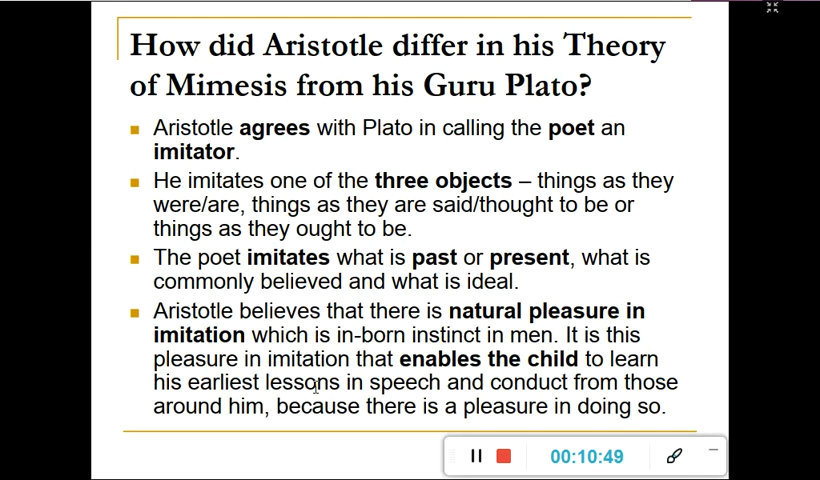 How did Aristotle differ in his Theory
of Mimesis from his Guru Plato?
Aristotle agrees with Plato in calling the poet an
imitator.
He imitates one of the three objects – things as they
were/are, things as they are said/thought to be or
things as they ought to be.
The poet imitates what is past or present, what is
commonly believed and what is ideal.
Aristotle believes that there is natural pleasure in
imitation which is in-born instinct in men. It is this
pleasure in imitation that enables the child to learn
his earliest lessons in speech and conduct from those
around him, because there is a pleasure in doing so.
00:10:49